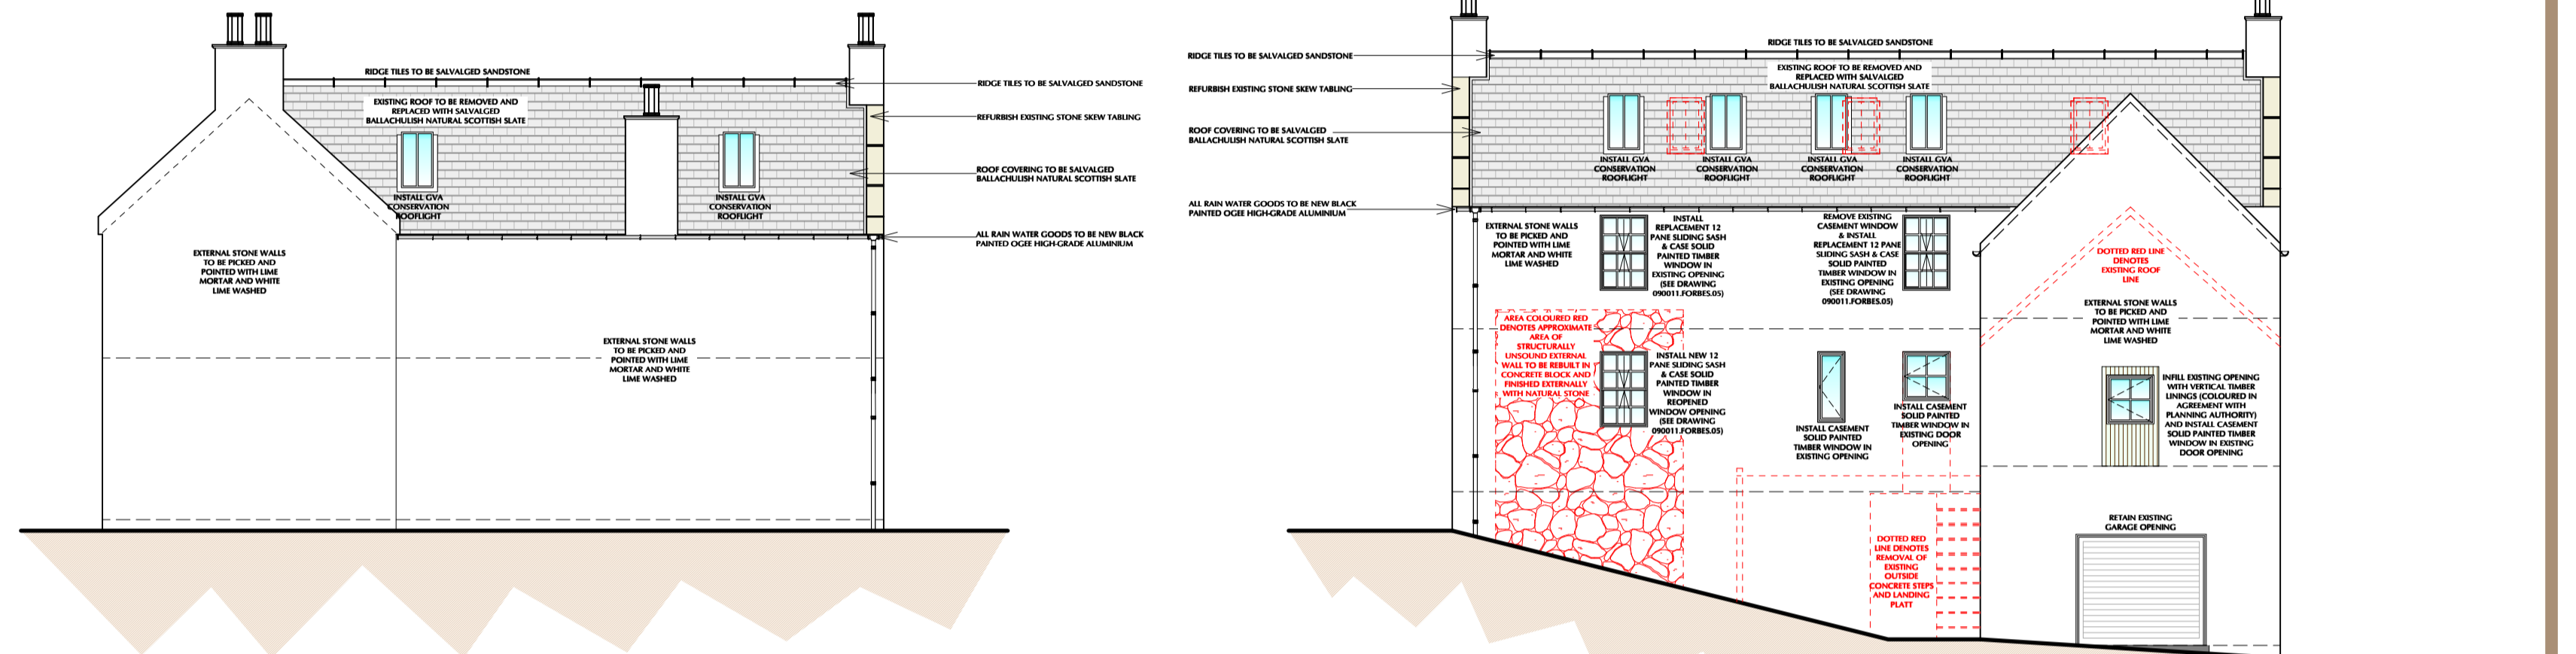 RIDGE TILES TO BE SALVALGED SANDSTONE
EXISTING ROOF TO BE REMOVED AND
REPLACED WITH SALVALGED
BALLACHULISH NATURAL SCOTTISH SLATE
INSTALL GVA
CONSERVATION
ROOFLIGHT
INSTALL GVA
CONSERVATION
ROOFLIGHT
EXTERNAL STONE WALLS
TO BE PICKED AND
POINTED WITH LIME
MORTAR AND WHITE
LIME WASHED
EXTERNAL STONE WALLS
TO BE PICKED AND
POINTED WITH LIME
MORTAR AND WHITE
LIME WASHED
RIDGE TILES TO BE SALVALGED SANDSTONE
REFURBISH EXISTING STONE SKEW TABLING
ROOF COVERING TO BE SALVALGED
BALLACHULISH NATURAL SCOTTISH SLATE
ALL RAIN WATER GOODS TO BE NEW BLACK
PAINTED OGEE HIGH-GRADE ALUMINIUM
RIDGE TILES TO BE SALVALGED SANDSTONE
REFURBISH EXISTING STONE SKEW TABLING
ROOF COVERING TO BE SALVALGED
BALLACHULISH NATURAL SCOTTISH SLATE
ALL RAIN WATER GOODS TO BE NEW BLACK
PAINTED OGEE HIGH-GRADE ALUMINIUM
RIDGE TILES TO BE SALVALGED SANDSTONE
EXISTING ROOF TO BE REMOVED AND
REPLACED WITH SALVALGED
BALLACHULISH NATURAL SCOTTISH SLATE
INSTALL GVA
CONSERVATION
ROOFLIGHT
INSTALL GVA
CONSERVATION
ROOFLIGHT
INSTALL GVA
CONSERVATION
ROOFLIGHT
INSTALL GVA
CONSERVATION
ROOFLIGHT
EXTERNAL STONE WALLS
TO BE PICKED AND
POINTED WITH LIME
MORTAR AND WHITE
LIME WASHED
INSTALL
REPLACEMENT 12
PANE SLIDING SASH
& CASE SOLID
PAINTED TIMBER
WINDOW IN
EXISTING OPENING
(SEE DRAWING
090011.FORBES.05)
REMOVE EXISTING
CASEMENT WINDOW
& INSTALL
REPLACEMENT 12 PANE
SLIDING SASH & CASE
SOLID PAINTED
TIMBER WINDOW IN
EXISTING OPENING
(SEE DRAWING
090011.FORBES.05)
DOTTED RED LINE
DENOTES
EXISTING ROOF
LINE
EXTERNAL STONE WALLS
TO BE PICKED AND
POINTED WITH LIME
MORTAR AND WHITE
LIME WASHED
AREA COLOURED RED
DENOTES APPROXIMATE
AREA OF
STRUCTURALLY
UNSOUND EXTERNAL
WALL TO BE REBUILT IN
CONCRETE BLOCK AND
FINISHED EXTERNALLY
WITH NATURAL STONE
INSTALL NEW 12
PANE SLIDING SASH
& CASE SOLID
PAINTED TIMBER
WINDOW IN
REOPENED
WINDOW OPENING
(SEE DRAWING
090011.FORBES.05)
INSTALL CASEMENT
SOLID PAINTED
TIMBER WINDOW IN
EXISTING OPENING
INSTALL CASEMENT
SOLID PAINTED
TIMBER WINDOW IN
EXISTING DOOR
OPENING
INFILL EXISTING OPENING
WITH VERTICAL TIMBER
LININGS (COLOURED IN
AGREEMENT WITH
PLANNING AUTHORITY)
AND INSTALL CASEMENT
SOLID PAINTED TIMBER
WINDOW IN EXISTING
DOOR OPENING
DOTTED RED
LINE DENOTES
REMOVAL OF
EXISTING
OUTSIDE
CONCRETE STEPS
AND LANDING
PLATT
RETAIN EXISTING
GARAGE OPENING